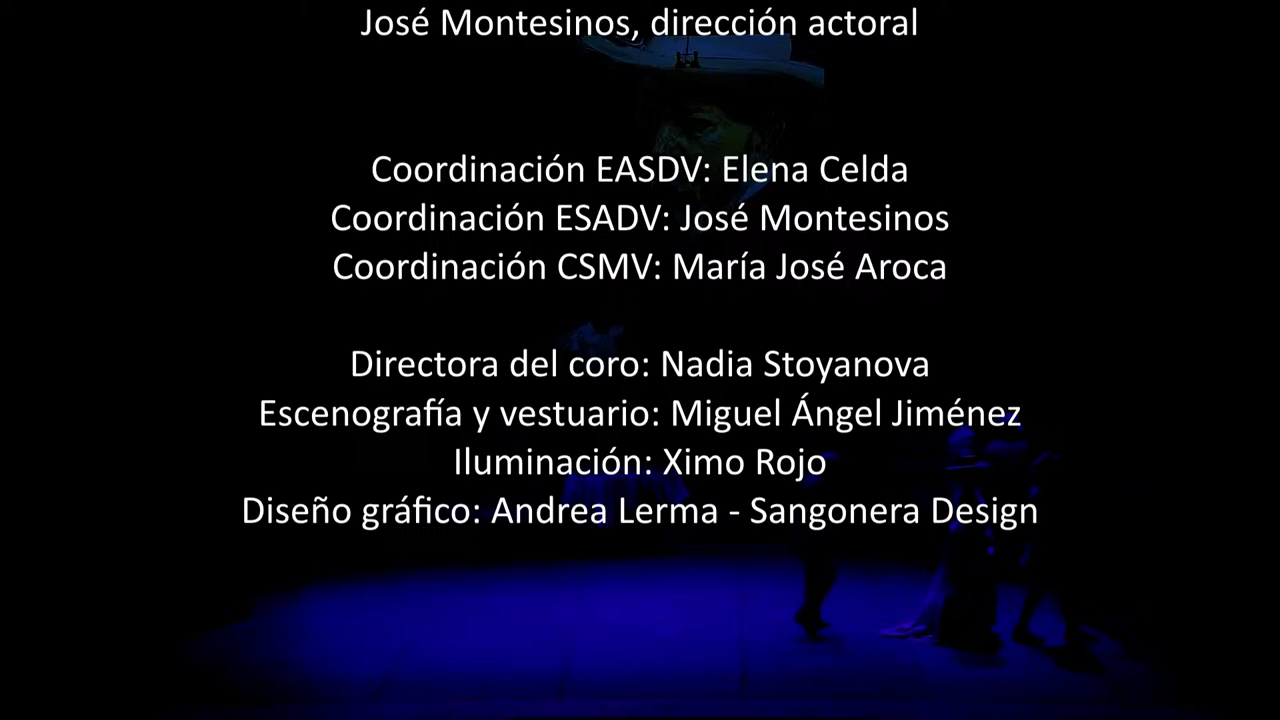 José Montesinos, dirección actoral
Coordinación EASDV: Elena Celda
Coordinación ESADV: José Montesinos
Coordinación CSMV: María José Aroca
Directora del coro: Nadia Stoyanova
Escenografía y vestuario: Miguel Ángel Jiménez
Iluminación: Ximo Rojo
Diseño gráfico: Andrea Lerma - Sangonera Design